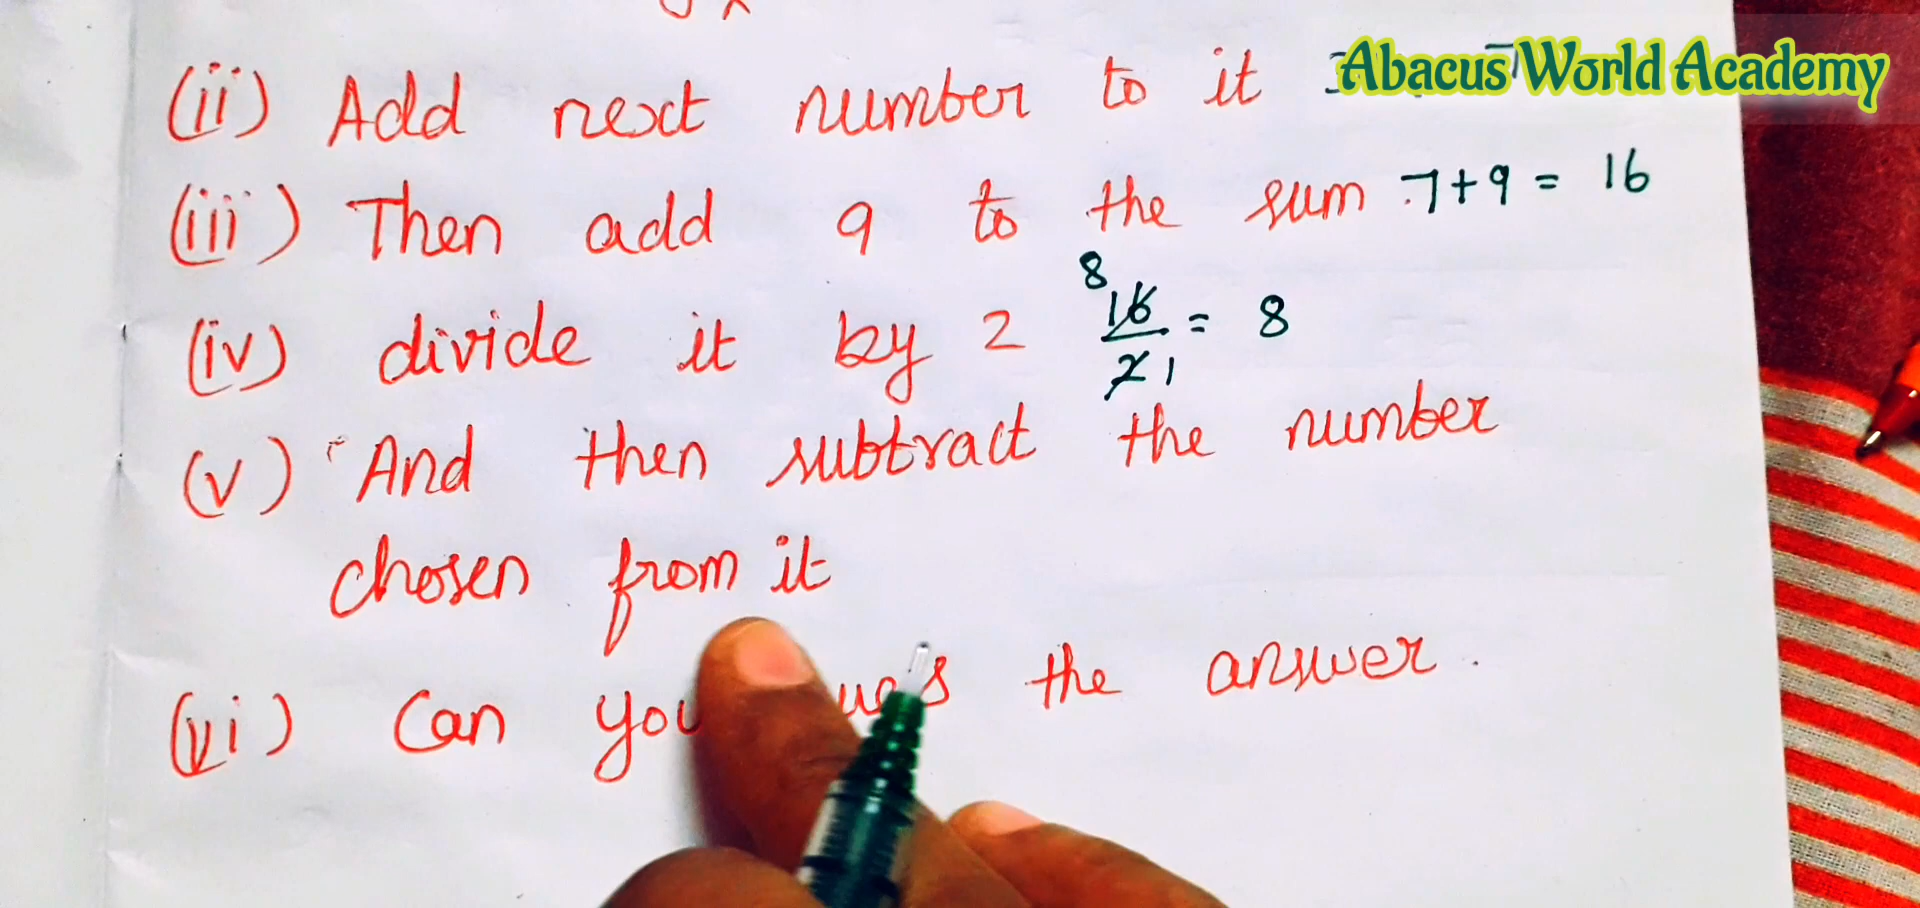 (ii) Add next number to it
Abacus World Academy
(iii) Then add 9 to the sum 7+9 = 16
(iv) divide it by 2 8 16/2 1 = 8
(v) And then subtract the number
chosen from it
(vi) Can you the answer.